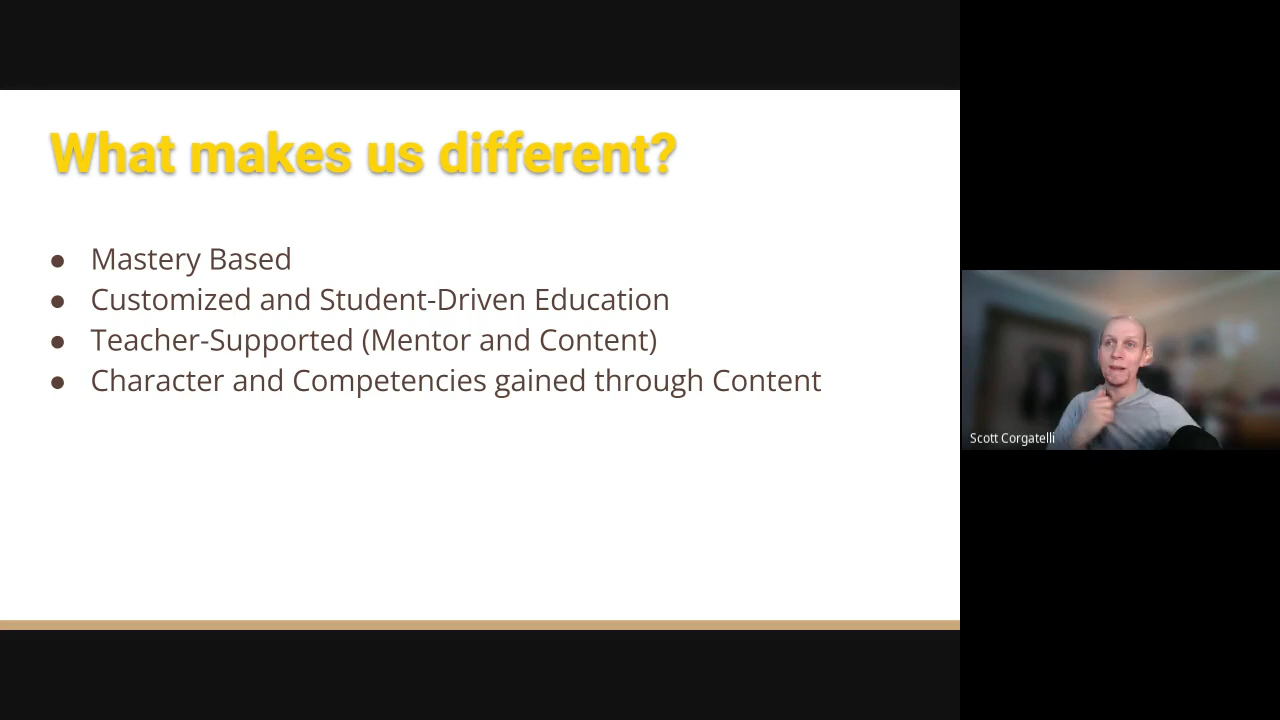 What makes us different?
● Mastery Based
● Customized and Student-Driven Education
● Teacher-Supported (Mentor and Content)
● Character and Competencies gained through Content
Scott Corgatelli